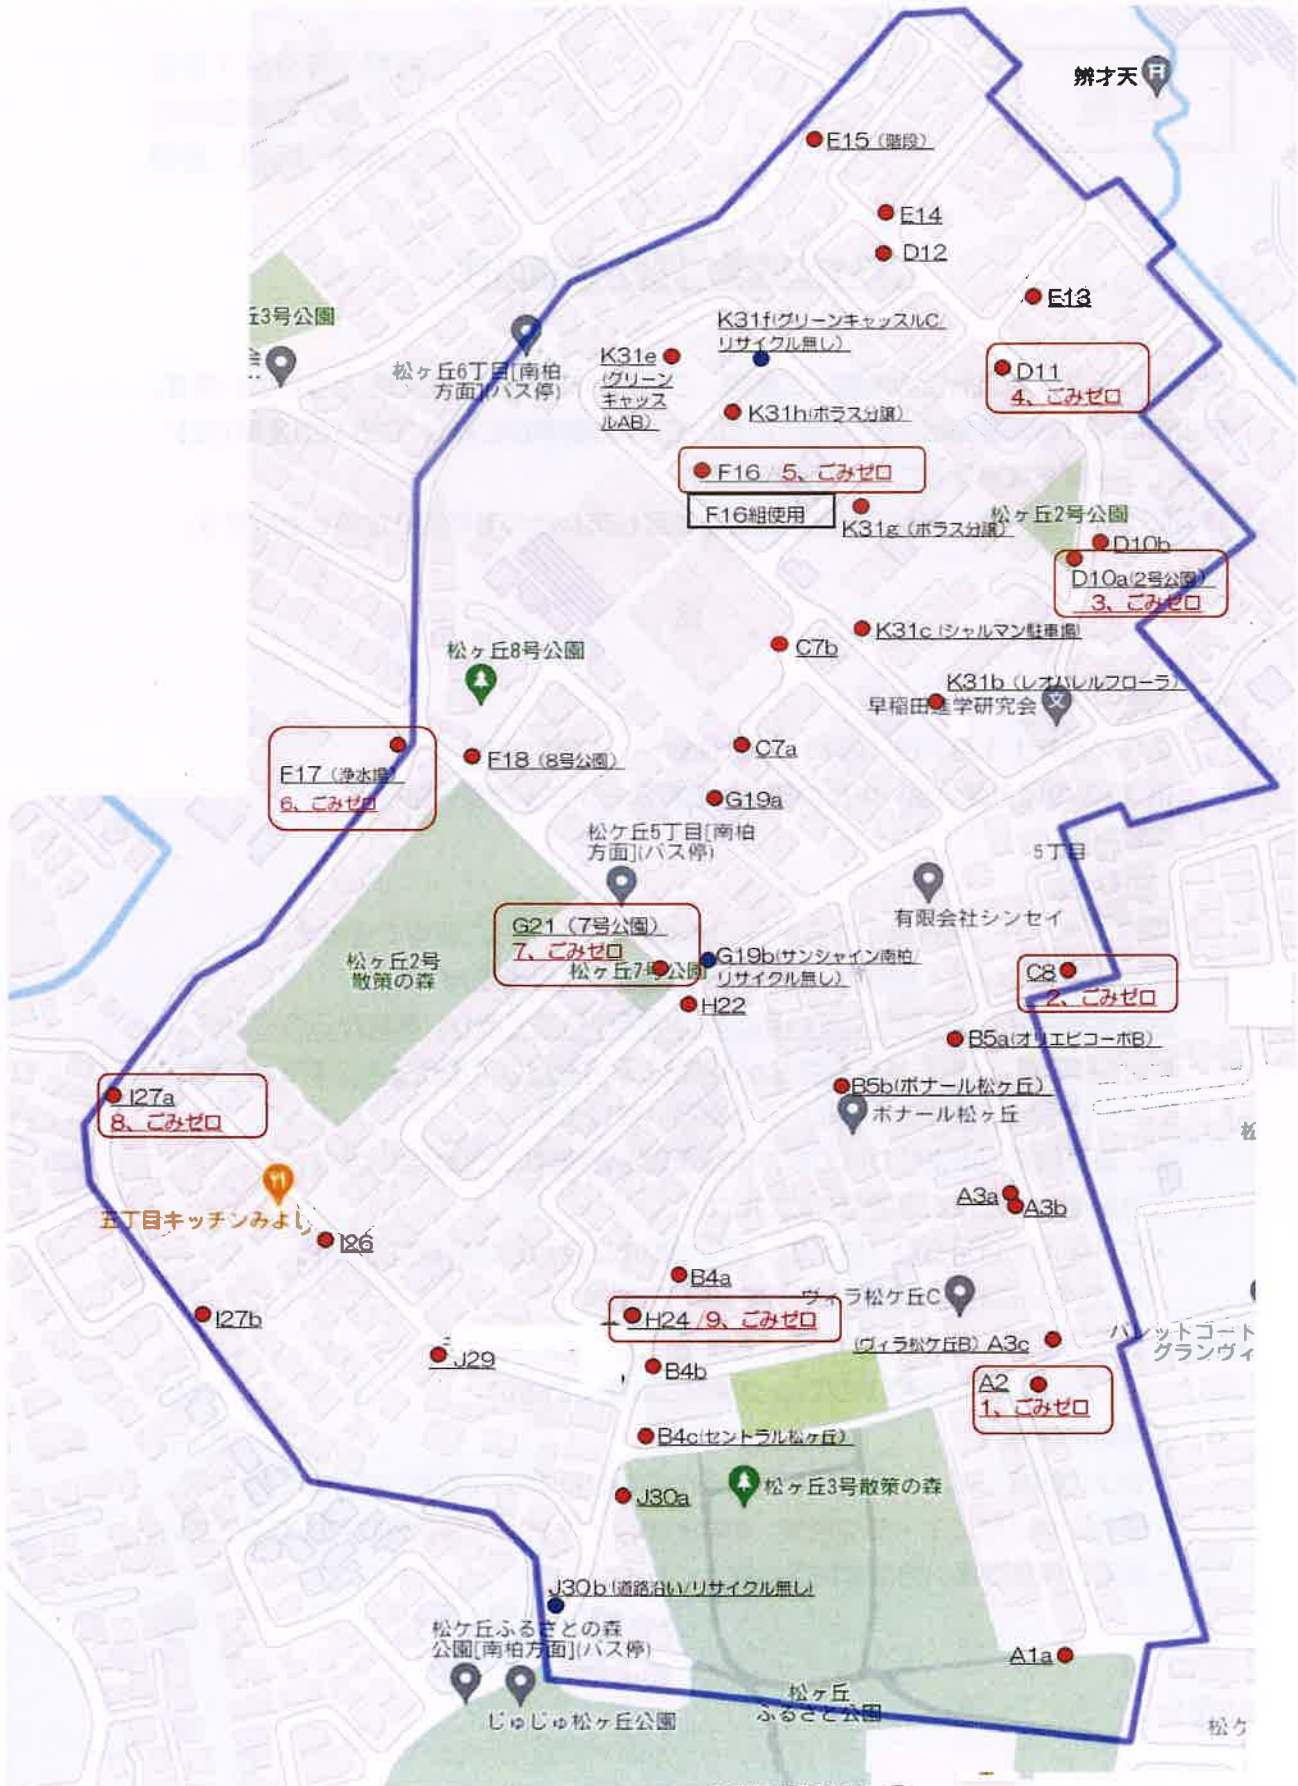 辨才天
E15（階段）
E14
D12
E13
丘3号公園
K31f(グリーンキャッスルC
リサイクル無し）
松ヶ丘6丁目[南柏
方面](バス停)
K31e
(グリーン
キャッス
ルAB）
D11
4、ごみゼロ
K31h(ポラス分譲）
F16 / 5、ごみゼロ
F16組使用
K31g（ポラス分譲）
松ヶ丘2号公園
D10b
D10a(2号公園）
3、ごみゼロ
K31c（シャルマン駐車場）
C7b
松ヶ丘8号公園
K31b（レオパレルフローラ）
早稲田進学研究会
F17（浄水場）
6、ごみゼロ
F18（8号公園）
C7a
G19a
松ケ丘5丁目[南柏
方面](バス停)
5丁目
有限会社シンセイ
G21（7号公園）
7、ごみゼロ
松ヶ丘7号公園
G19b(サンシャイン南柏/
リサイクル無し）
松ヶ丘2号
散策の森
C8
2、ごみゼロ
H22
B5a(オリエビコーポB）
I27a
8、ごみゼロ
B5b(ボナール松ヶ丘）
ボナール松ヶ丘
松
A3a
A3b
五丁目キッチンみよし
I26
B4a
ヴィラ松ケ丘C
I27b
H24 /9、ごみゼロ
(ヴィラ松ケ丘B）A3c
パレットコート
グランヴィ
J29
B4b
A2
1、ごみゼロ
B4c(セントラル松ヶ丘）
松ヶ丘3号散策の森
J30a
J30b（道路沿い/リサイクル無し）
松ケ丘ふるさとの森
公園[南柏方面](バス停)
A1a
じゅじゅ松ヶ丘公園
松ヶ丘
ふるさと公園
松ケ